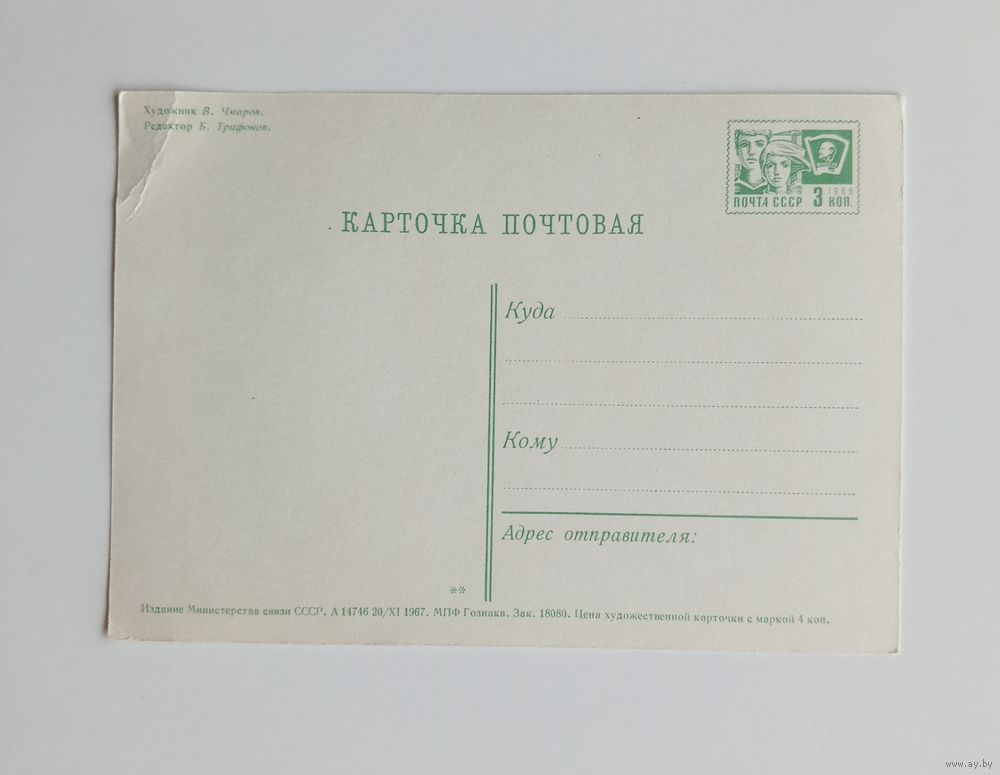 Художник В. Чмаров.
Редактор Б. Трифонов.
1966
ПОЧТА СССР 3 КОП.
КАРТОЧКА ПОЧТОВАЯ
Куда
Кому
Адрес отправителя:
**
Издание Министерства связи СССР. А 14746 20/XI 1967. МПФ Гознака. Зак. 18080. Цена художественной карточки с маркой 4 коп.
www.ay.by